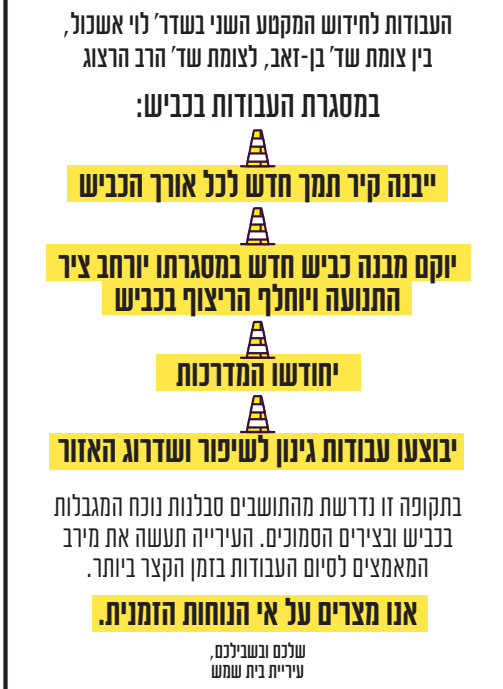 העבודות לחידוש המקטע השני בשדר' לוי אשכול,
בין צומת שד' בן-זאב, לצומת שד' הרב הרצוג
במסגרת העבודות בכביש:
ייבנה קיר תמך חדש לכל אורך הכביש
יוקם מבנה כביש חדש במסגרתו יורחב ציר
התנועה ויוחלף הריצוף בכביש
יחודשו המדרכות
יבוצעו עבודות גינון לשיפור ושדרוג האזור
בתקופה זו נדרשת מהתושבים סבלנות נוכח המגבלות
בכביש ובצירים הסמוכים. העירייה תעשה את מירב
המאמצים לסיום העבודות בזמן הקצר ביותר.
אנו מצרים על אי הנוחות הזמנית.
שלכם ובשבילכם,
עיריית בית שמש